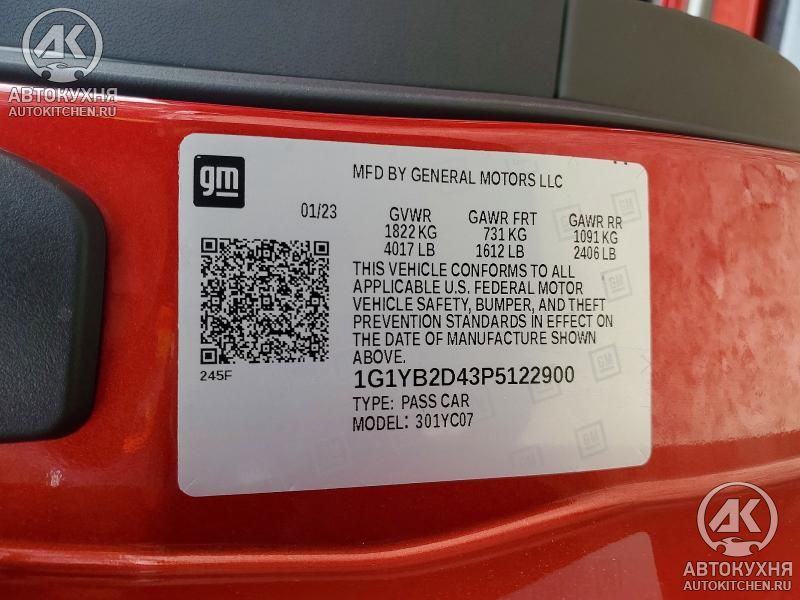 AK
АВТОКУХНЯ
AUTOKITCHEN.RU
gm
MFD BY GENERAL MOTORS LLC
01/23 GVWR GAWR FRT GAWR RR
1822 KG 731 KG 1091 KG
4017 LB 1612 LB 2406 LB
THIS VEHICLE CONFORMS TO ALL
APPLICABLE U.S. FEDERAL MOTOR
VEHICLE SAFETY, BUMPER, AND THEFT
PREVENTION STANDARDS IN EFFECT ON
THE DATE OF MANUFACTURE SHOWN
ABOVE.
245F
1G1YB2D43P5122900
TYPE: PASS CAR
MODEL: 301YC07
AK
АВТОКУХНЯ
AUTOKITCHEN.RU